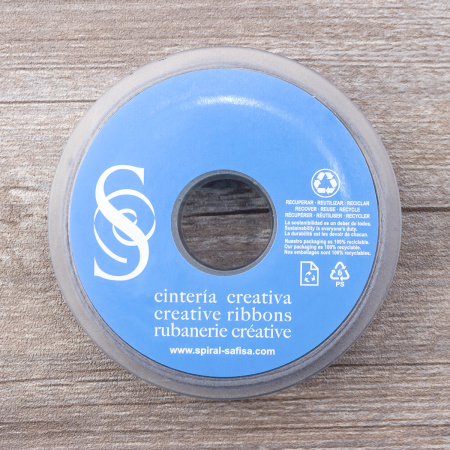 S
RECUPERAR · REUTILIZAR · RECICLAR
RECOVER · REUSE · RECYCLE
RÉCUPÉRER · RÉUTILISER · RECYCLER
La sostenibilidad es un deber de todos.
Sustainability is everyone's duty.
La durabilité est les devoir de chacun.
Nuestro packaging es 100% reciclable.
Our packaging is 100% recyclable.
Nos emballages sont 100% recyclables.
6
PS
cintería creativa
creative ribbons
rubanerie créative
www.spiral-safisa.com